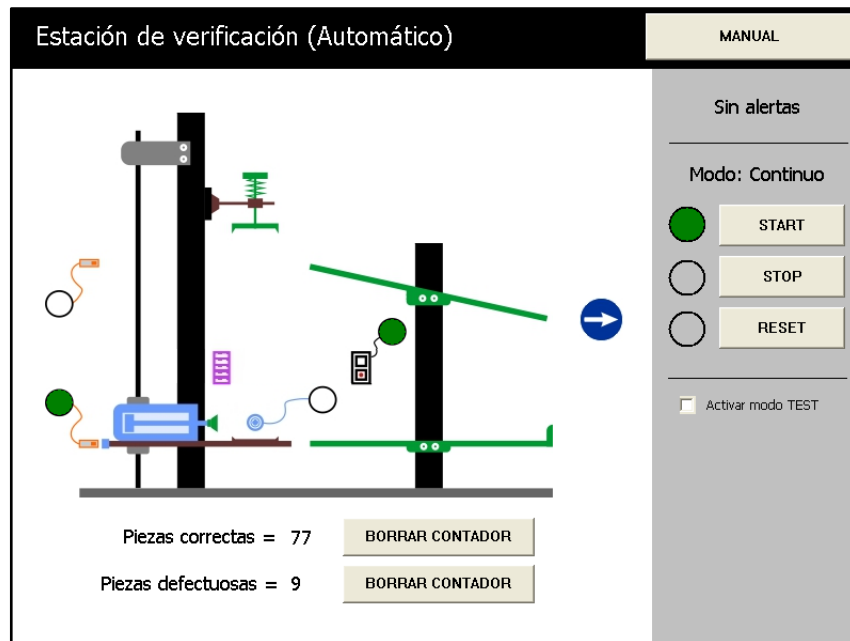 Estación de verificación (Automático)
MANUAL
Sin alertas
Modo: Continuo
START
STOP
RESET
Activar modo TEST
Piezas correctas = 77
BORRAR CONTADOR
Piezas defectuosas = 9
BORRAR CONTADOR